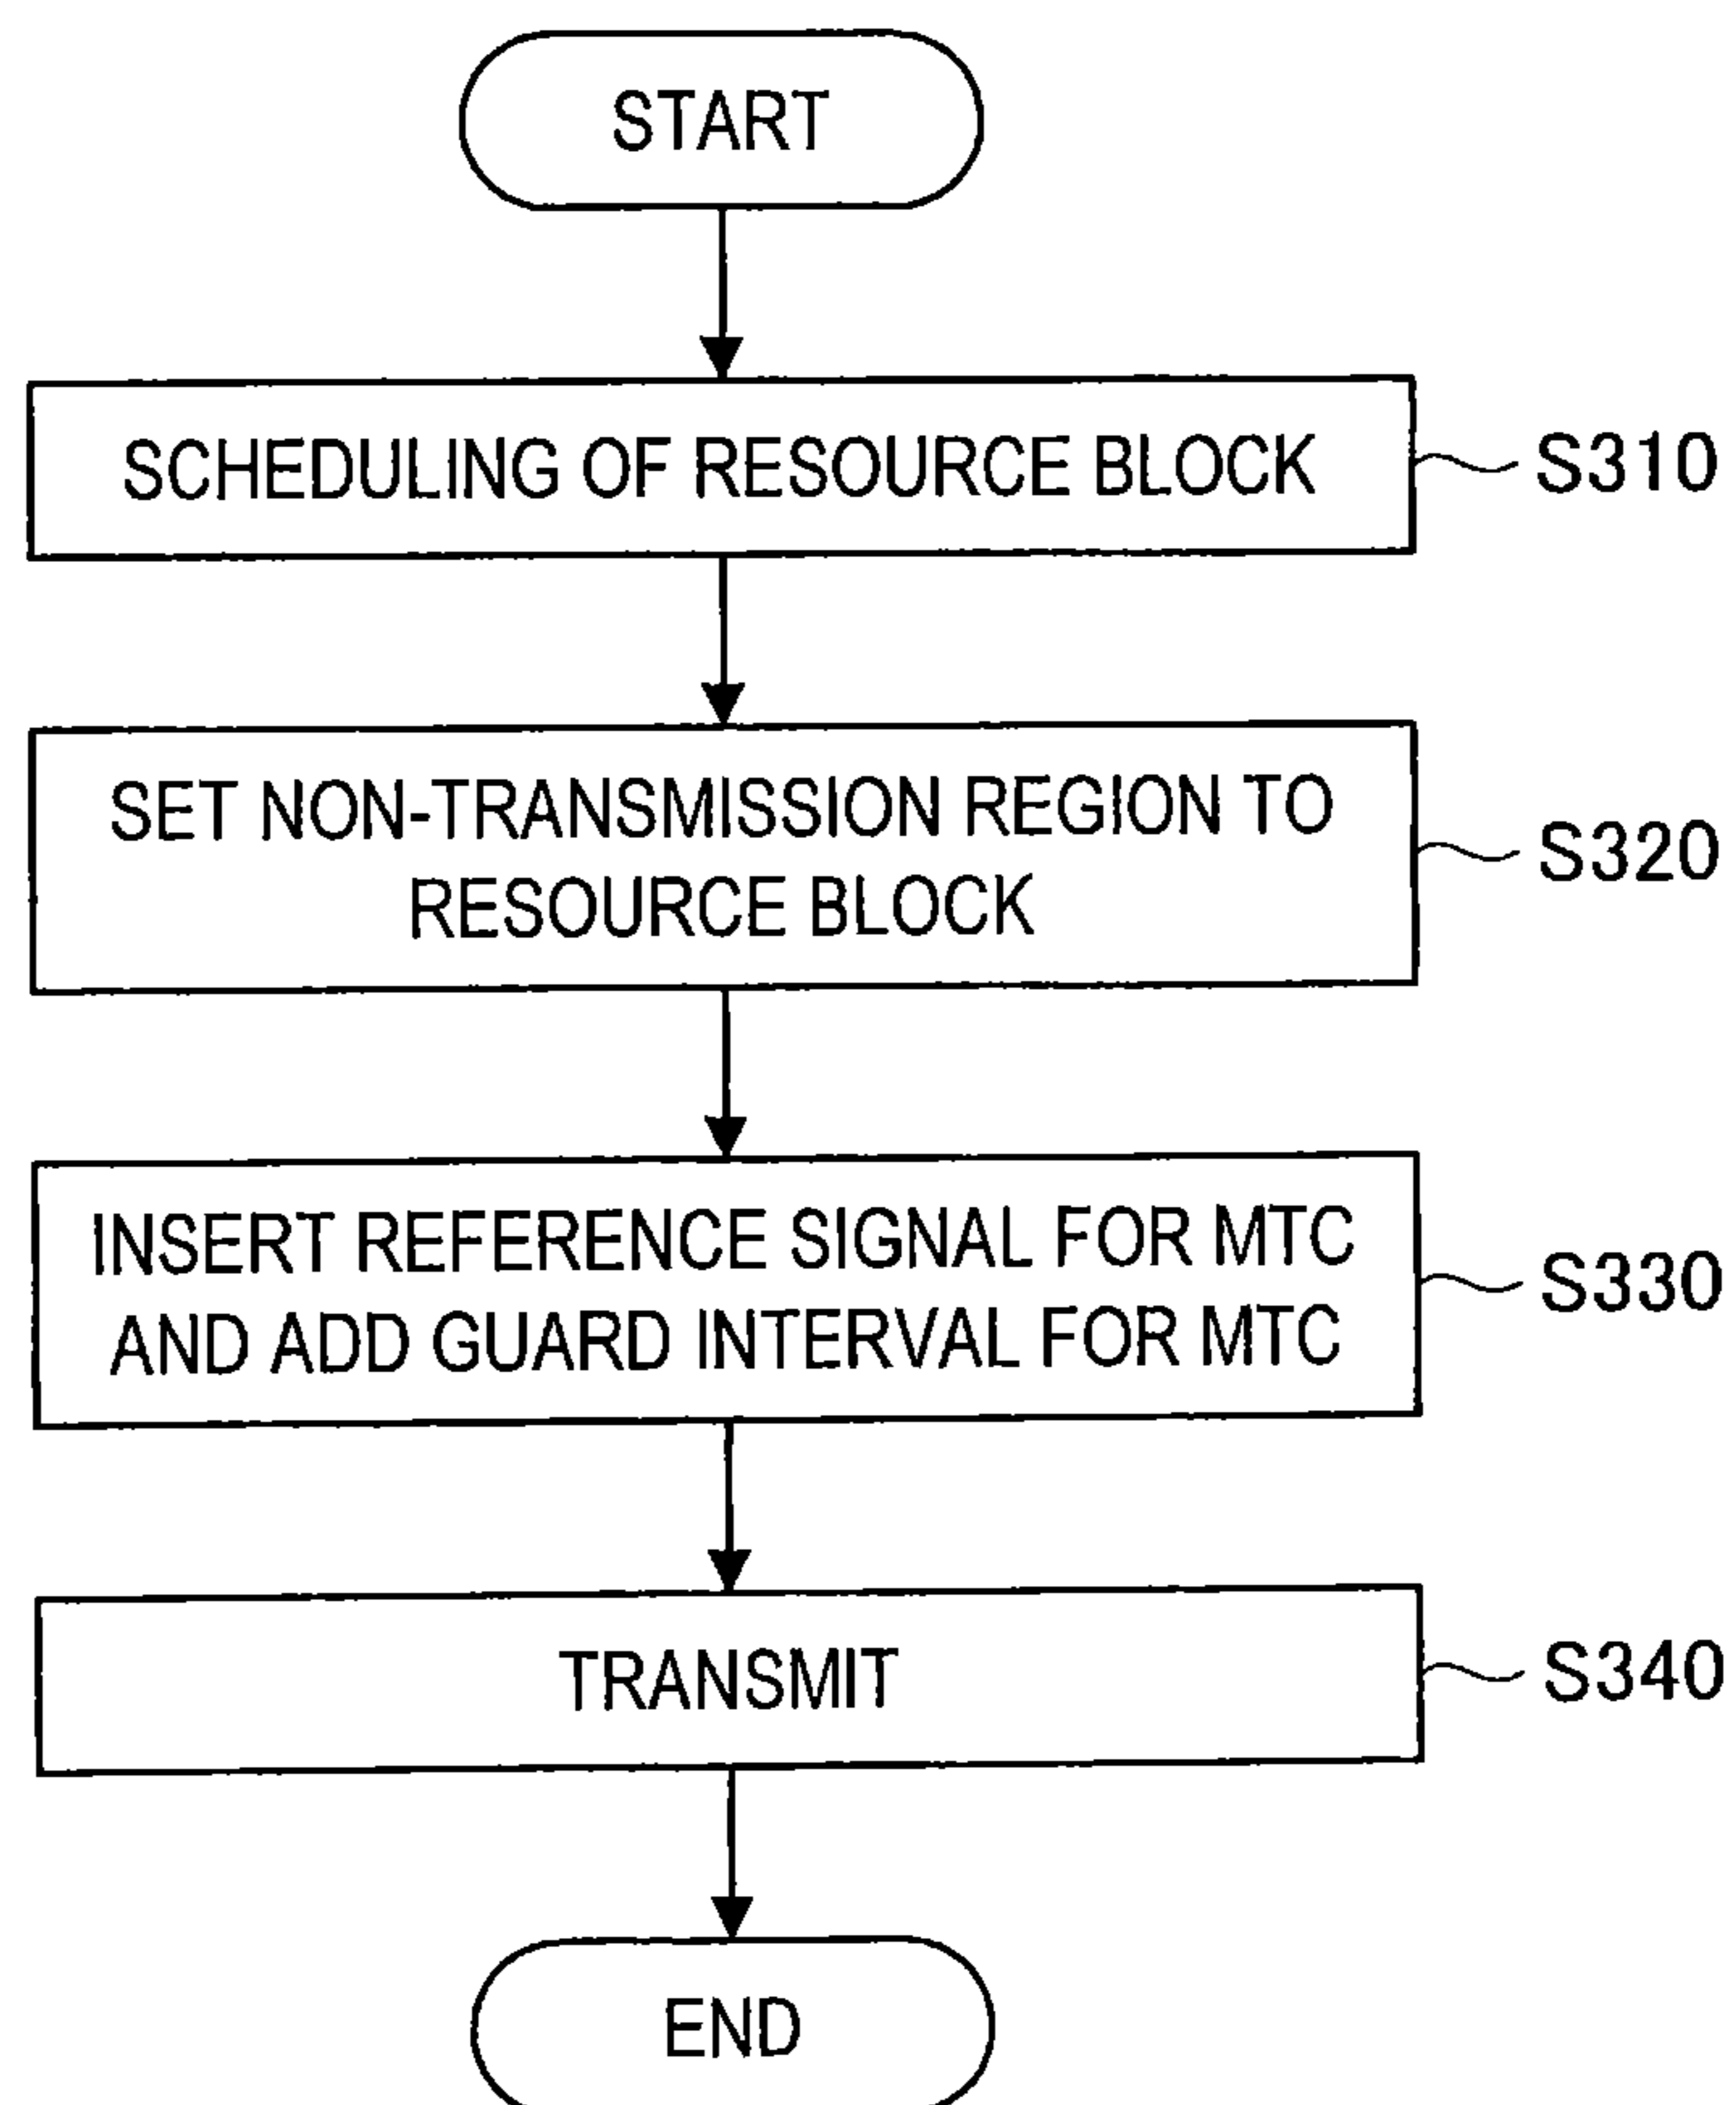 START
SCHEDULING OF RESOURCE BLOCK
S310
SET NON-TRANSMISSION REGION TO
RESOURCE BLOCK
S320
INSERT REFERENCE SIGNAL FOR MTC
AND ADD GUARD INTERVAL FOR MTC
S330
TRANSMIT
S340
END